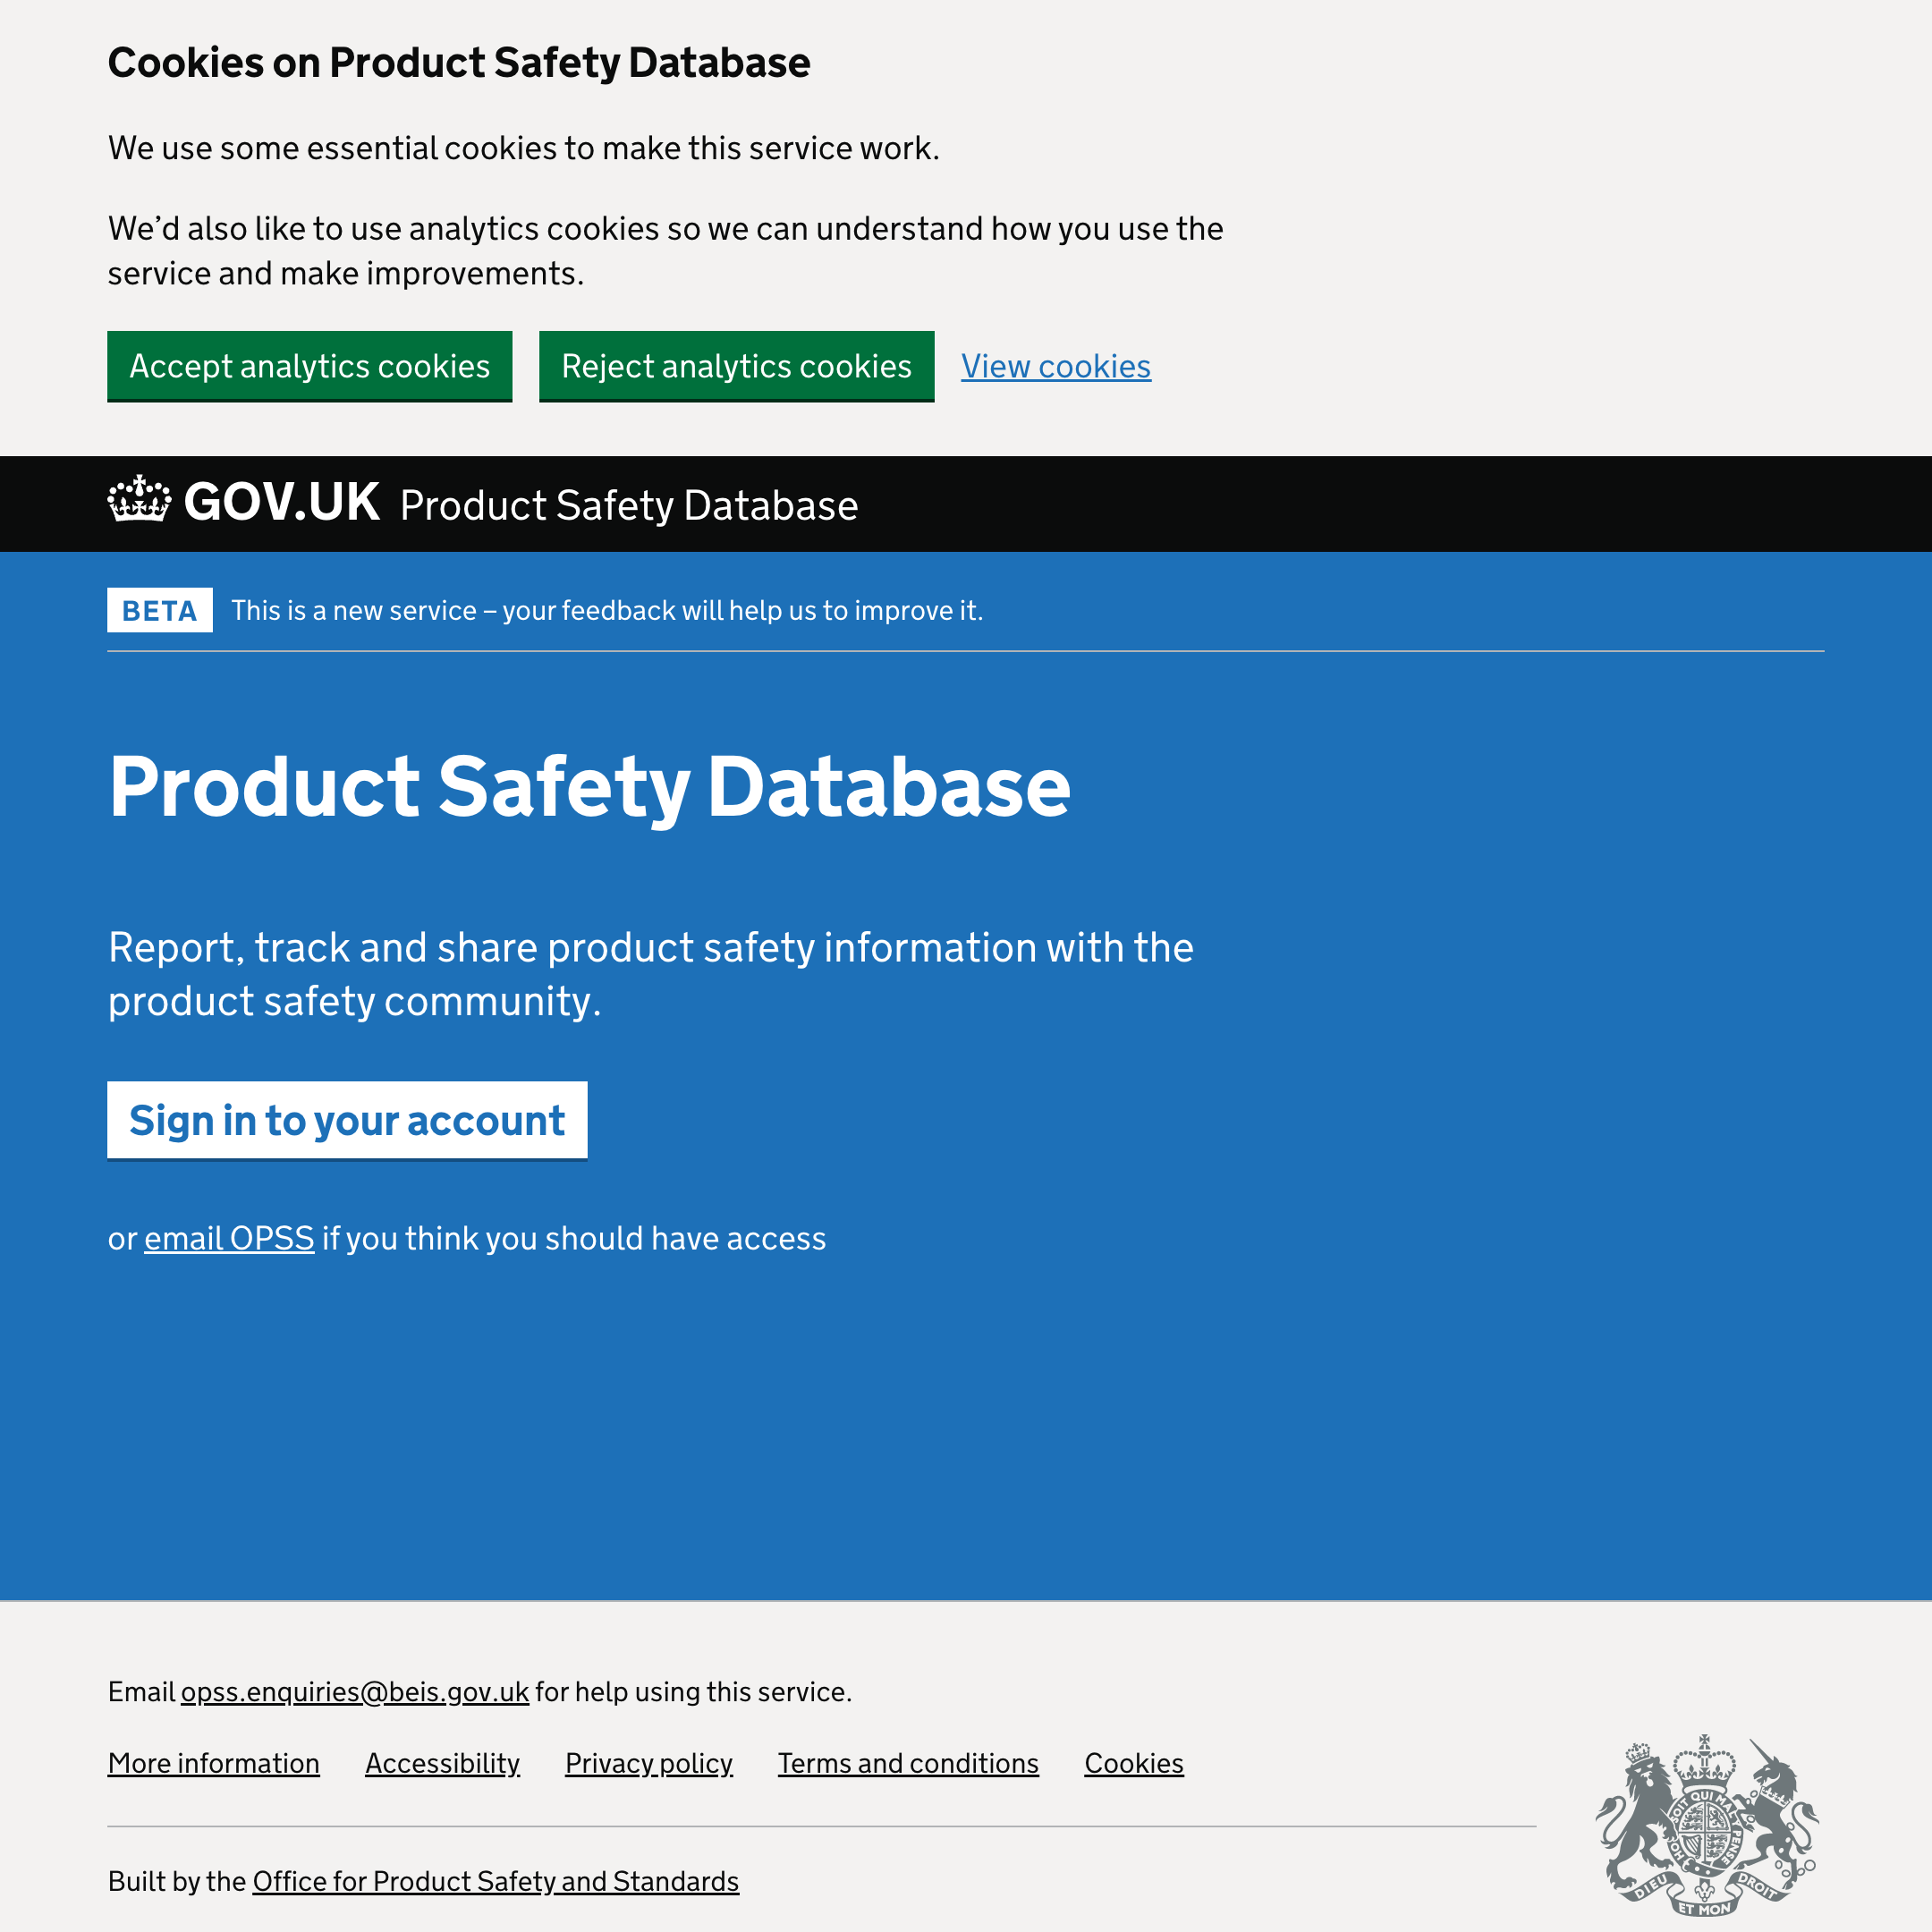 Cookies on Product Safety Database
We use some essential cookies to make this service work.
We’d also like to use analytics cookies so we can understand how you use the
service and make improvements.
Accept analytics cookies Reject analytics cookies View cookies
GOV.UK Product Safety Database
BETA This is a new service – your feedback will help us to improve it.
Product Safety Database
Report, track and share product safety information with the
product safety community.
Sign in to your account
or email OPSS if you think you should have access
Email opss.enquiries@beis.gov.uk for help using this service.
More information Accessibility Privacy policy Terms and conditions Cookies
Built by the Office for Product Safety and Standards
HONI SOIT QUI MAL Y PENSE
DIEU ET MON DROIT